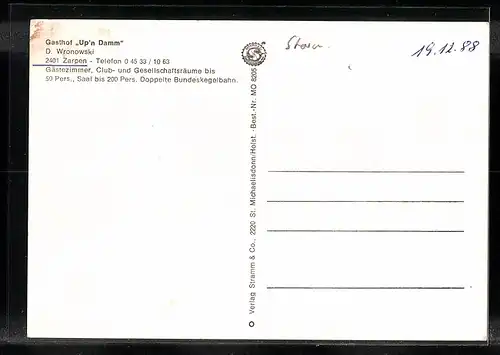 Gasthof „Up'n Damm"
D. Wronowski
2401 Zarpen - Telefon 0 45 33 / 10 63
Gästezimmer, Club- und Gesellschaftsräume bis
50 Pers., Saal bis 200 Pers. Doppelte Bundeskegelbahn.
Verlag Stramm & Co., 2220 St. Michaelisdonn/Holst. -Best.-Nr. MO 8205
19.12.88